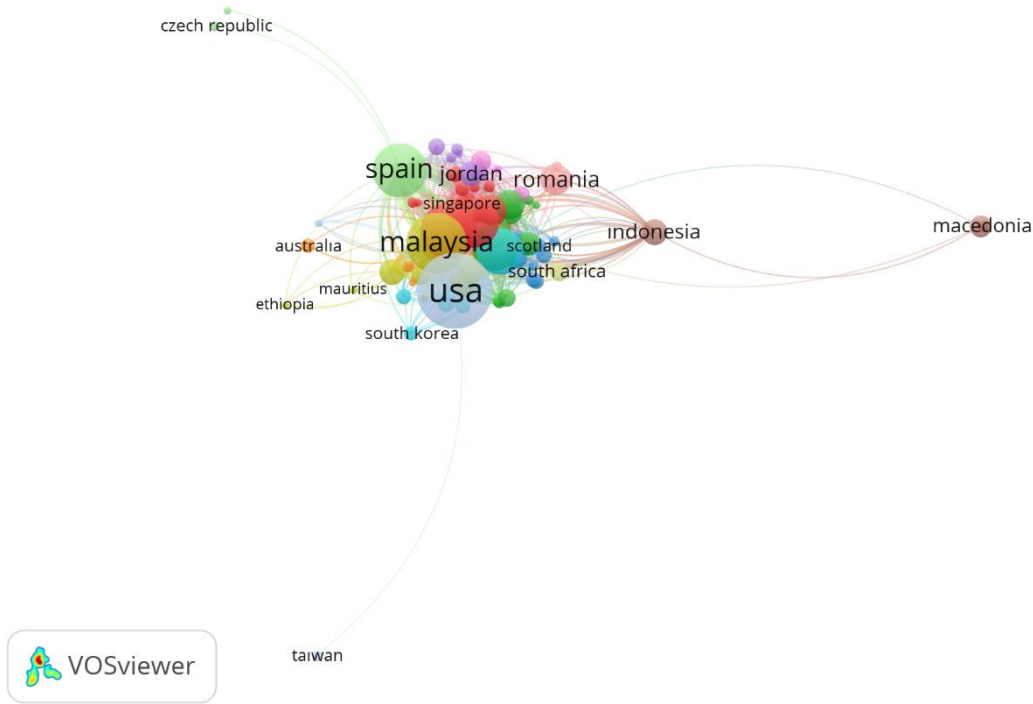 czech republic
spain
jordan
romania
singapore
indonesia
macedonia
malaysia
scotland
australia
south africa
usa
mauritius
ethiopia
south korea
taiwan
VOSviewer